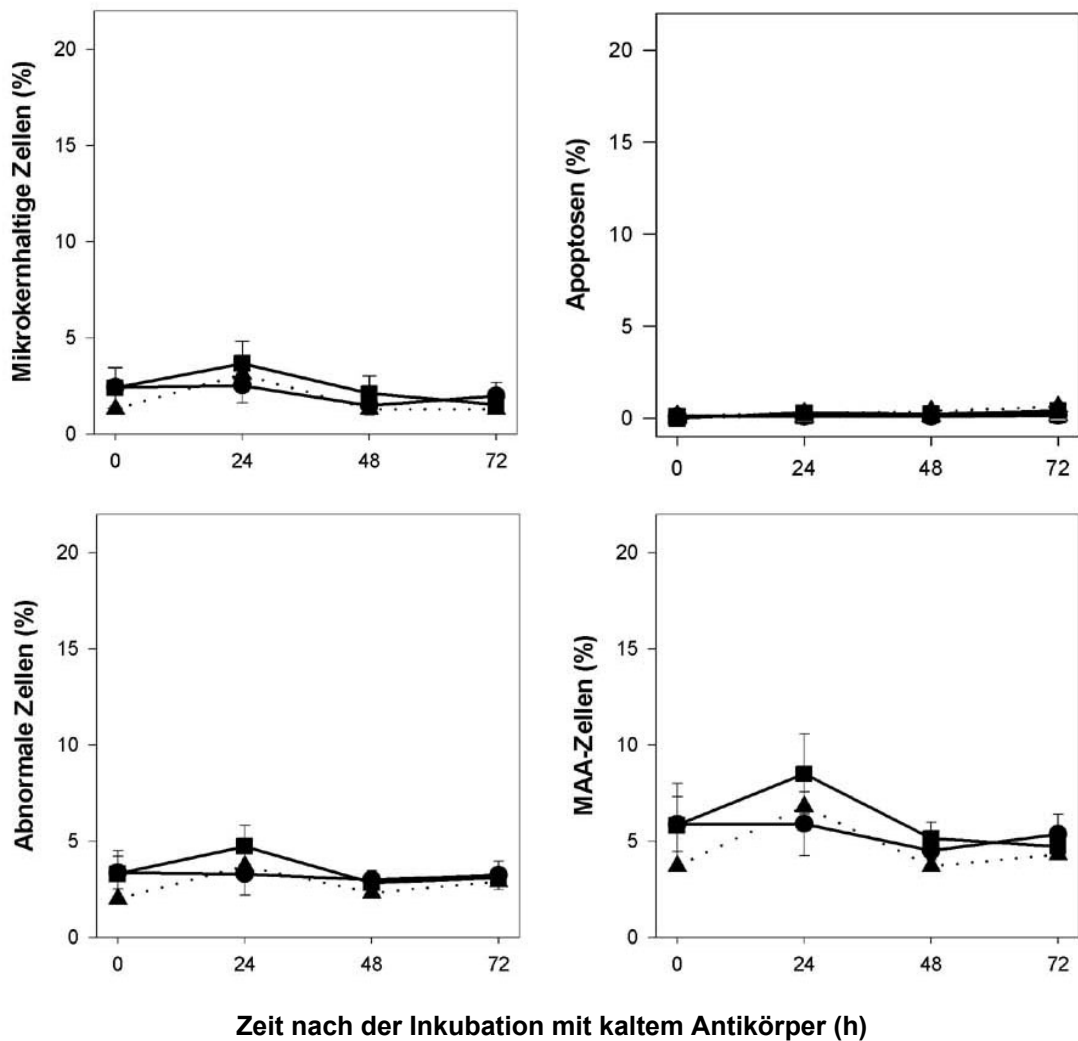 Mikrokernhaltige Zellen (%)
20
15
10
5
0
0 24 48 72
Apoptosen (%)
20
15
10
5
0
0 24 48 72
Abnormale Zellen (%)
20
15
10
5
0
0 24 48 72
MAA-Zellen (%)
20
15
10
5
0
0 24 48 72
Zeit nach der Inkubation mit kaltem Antikörper (h)